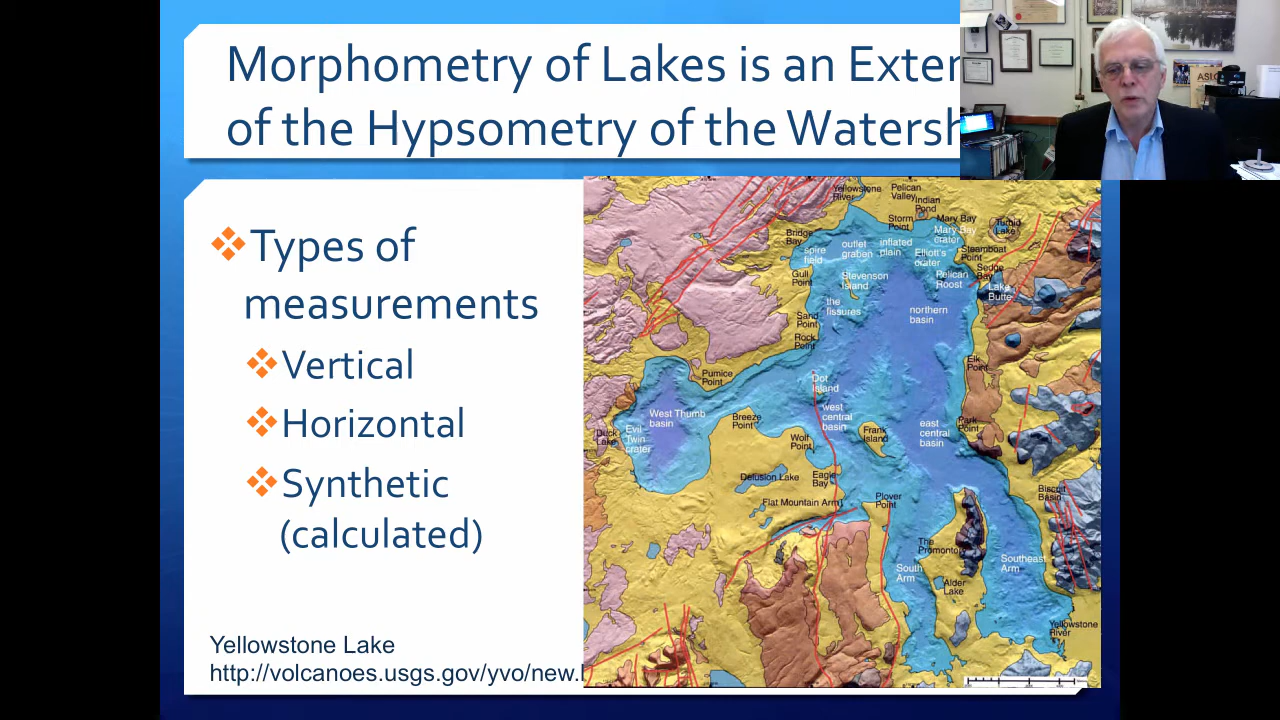 Morphometry of Lakes is an Exten
of the Hypsometry of the Watersh
Types of
measurements
Vertical
Horizontal
Synthetic
(calculated)
Yellowstone Lake
http://volcanoes.usgs.gov/yvo/new.
Yellowstone
River
Pelican
Valley
Indian
Pond
Storm
Point
Mary Bay
Mary Bay
crater
Turbid
Lake
Bridge
Bay
spire
field
outlet
graben
inflated
plain
Elliott's
crater
Steamboat
Point
Gull
Point
Stevenson
Island
Pelican
Roost
Sedge
Bay
Lake
Butte
the
fissures
northern
basin
Sand
Point
Rock
Point
Elk
Point
Pumice
Point
Dot
Island
West Thumb
basin
Breeze
Point
west
central
basin
Duck
Lake
Evil
Twin
crater
Wolf
Point
Frank
Island
east
central
basin
Park
Point
Delusion Lake
Eagle
Bay
Flat Mountain Arm
Plover
Point
Biscuit
Basin
The
Promontory
South
Arm
Southeast
Arm
Alder
Lake
Yellowstone
River
ASLO